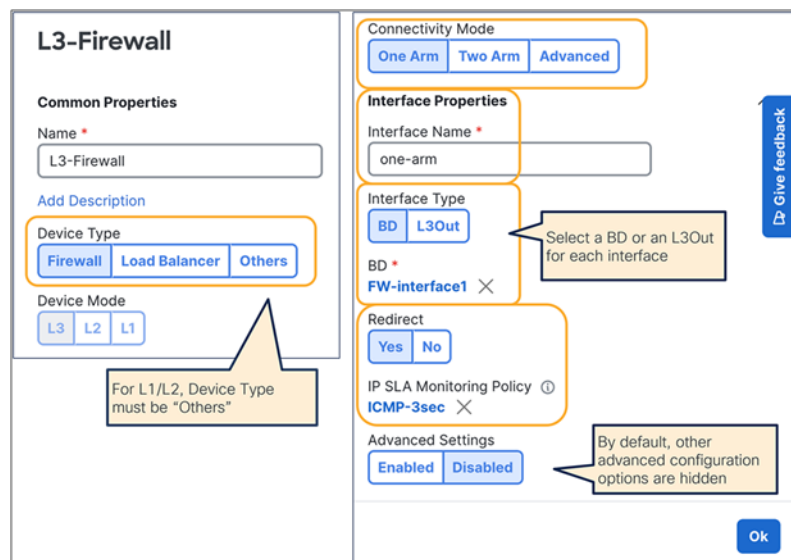 L3-Firewall
Common Properties
Name *
L3-Firewall
Add Description
Device Type
Firewall Load Balancer Others
Device Mode
L3 L2 L1
For L1/L2, Device Type
must be “Others”
Connectivity Mode
One Arm Two Arm Advanced
Interface Properties
Interface Name *
one-arm
Interface Type
BD L3Out
Select a BD or an L3Out
for each interface
BD *
FW-interface1
Redirect
Yes No
IP SLA Monitoring Policy
ICMP-3sec
Advanced Settings
Enabled Disabled
By default, other
advanced configuration
options are hidden
Ok
Give feedback